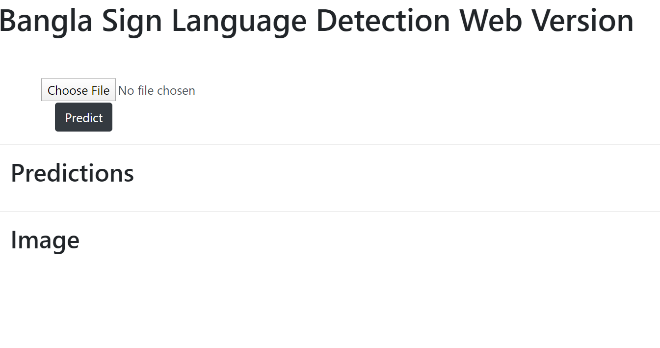 Bangla Sign Language Detection Web Version
Choose File No file chosen
Predict
Predictions
Image